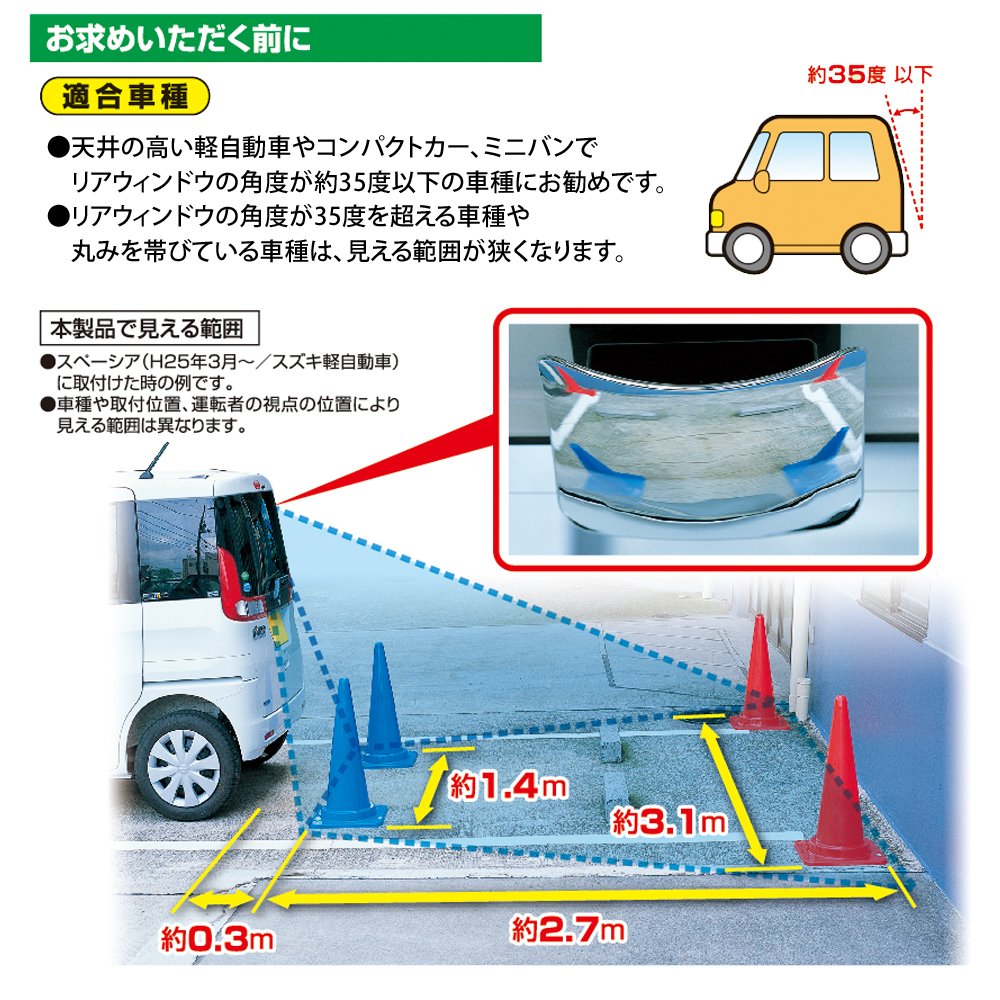 お求めいただく前に
適合車種
約35度 以下
●天井の高い軽自動車やコンパクトカー、ミニバンで
リアウィンドウの角度が約35度以下の車種にお勧めです。
●リアウィンドウの角度が35度を超える車種や
丸みを帯びている車種は、見える範囲が狭くなります。
本製品で見える範囲
●スペーシア(H25年3月～／スズキ軽自動車)
に取付けた時の例です。
●車種や取付位置、運転者の視点の位置により
見える範囲は異なります。
約1.4m
約3.1m
約0.3m
約2.7m